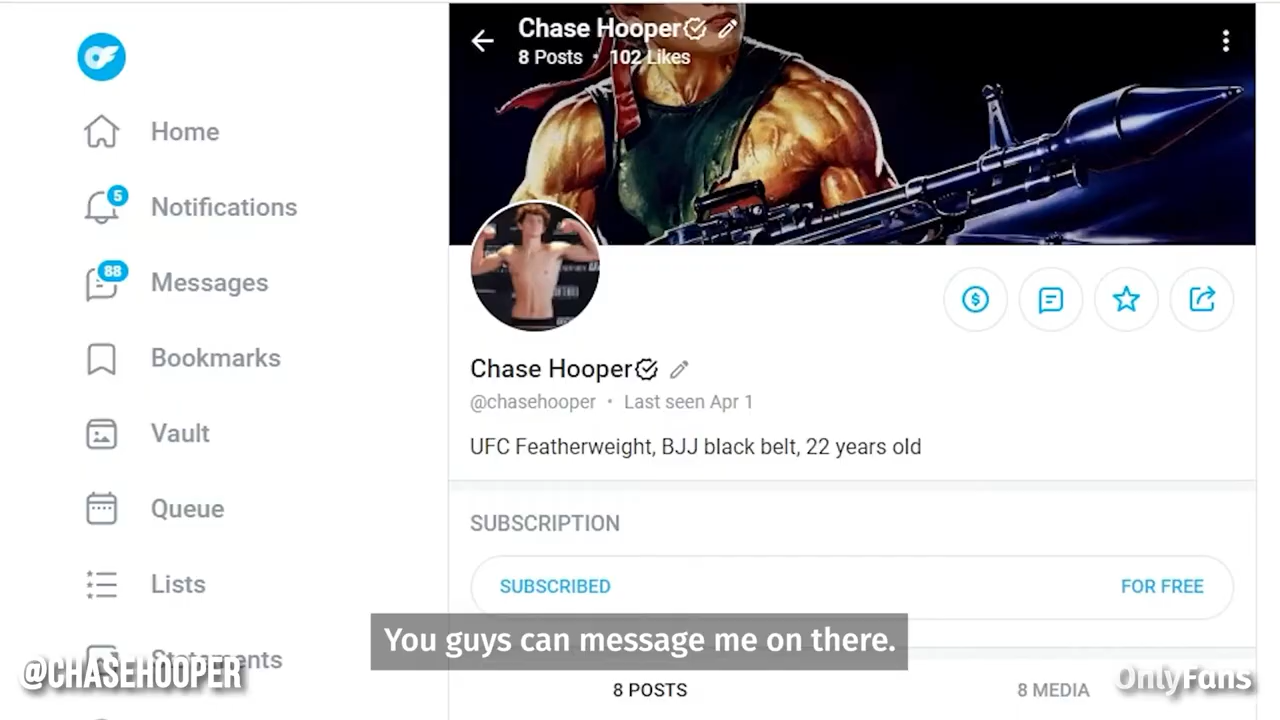 Chase Hooper
8 Posts • 102 Likes
Home
5
Notifications
88
Messages
Bookmarks
Vault
Queue
Lists
Statements
Chase Hooper
@chasehooper • Last seen Apr 1
UFC Featherweight, BJJ black belt, 22 years old
SUBSCRIPTION
SUBSCRIBED FOR FREE
You guys can message me on there.
8 POSTS 8 MEDIA
@CHASEHOOPER
OnlyFans